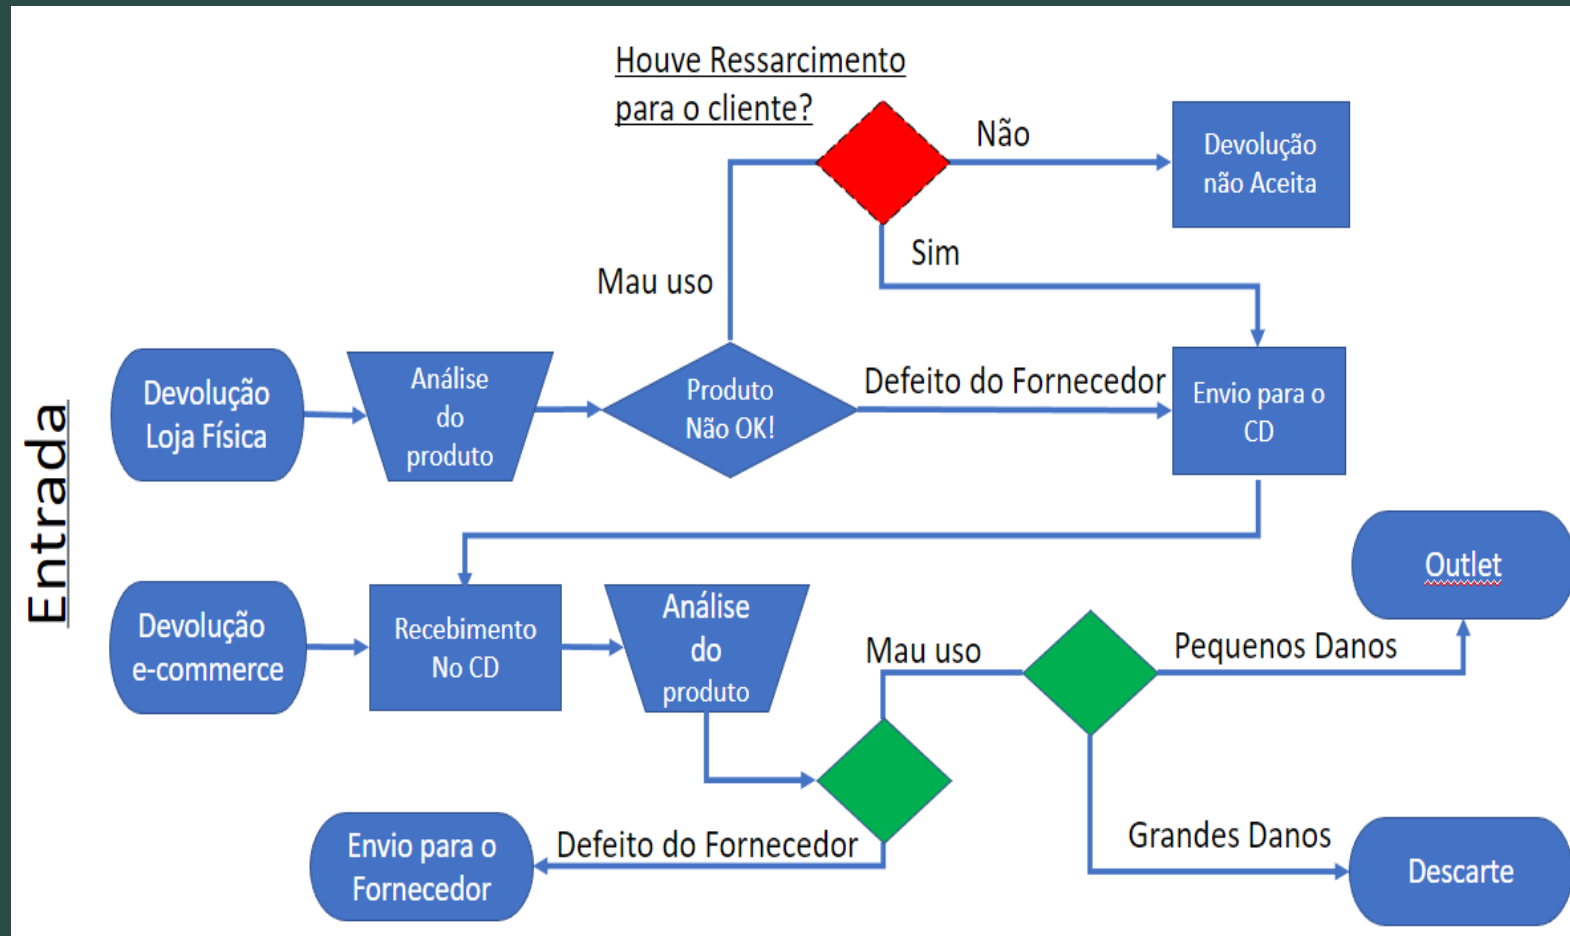 Houve Ressarcimento
para o cliente?
Não
Devolução
não Aceita
Sim
Mau uso
Entrada
Devolução
Loja Física
Análise
do
produto
Produto
Não OK!
Defeito do Fornecedor
Envio para o
CD
Devolução
e-commerce
Recebimento
No CD
Análise
do
produto
Mau uso
Pequenos Danos
Outlet
Envio para o
Fornecedor
Defeito do Fornecedor
Grandes Danos
Descarte